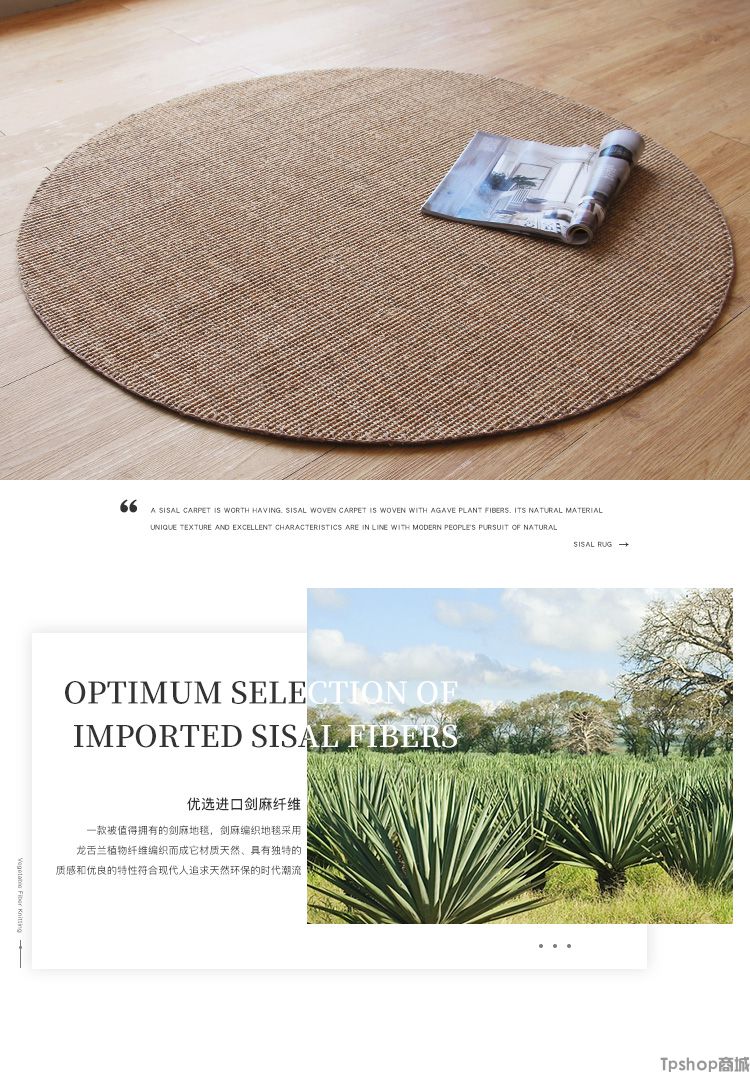 “
A SISAL CARPET IS WORTH HAVING. SISAL WOVEN CARPET IS WOVEN WITH AGAVE PLANT FIBERS. ITS NATURAL MATERIAL
UNIQUE TEXTURE AND EXCELLENT CHARACTERISTICS ARE IN LINE WITH MODERN PEOPLE'S PURSUIT OF NATURAL
SISAL RUG →
OPTIMUM SELECTION OF
IMPORTED SISAL FIBERS
优选进口剑麻纤维
一款被值得拥有的剑麻地毯，剑麻编织地毯采用
龙舌兰植物纤维编织而成它材质天然、具有独特的
质感和优良的特性符合现代人追求天然环保的时代潮流
Vegetable Fiber Knitting
Tpshop商城